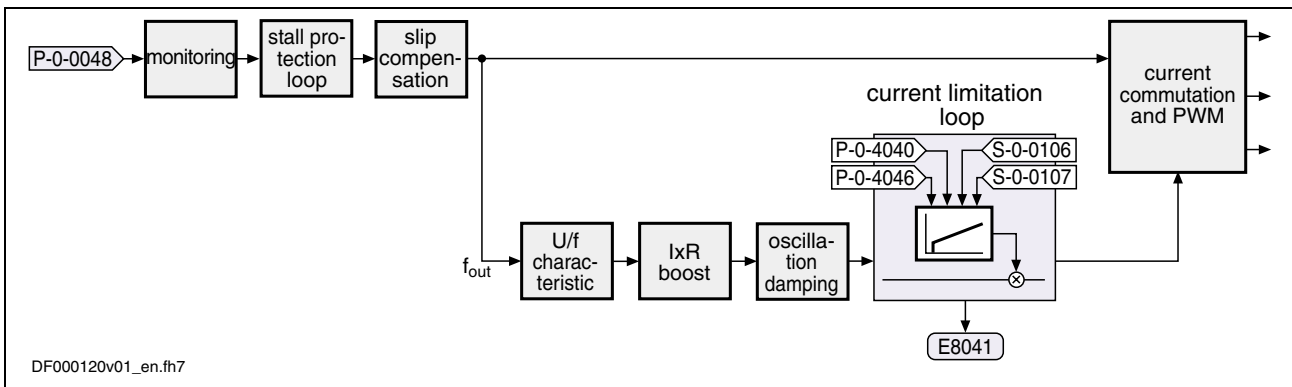 P-0-0048
monitoring
stall pro-
tection
loop
slip
compen-
sation
current
commutation
and PWM
current limitation
loop
P-0-4040
S-0-0106
P-0-4046
S-0-0107
fout
U/f
charac-
teristic
IxR
boost
oscilla-
tion
damping
E8041
DF000120v01_en.fh7